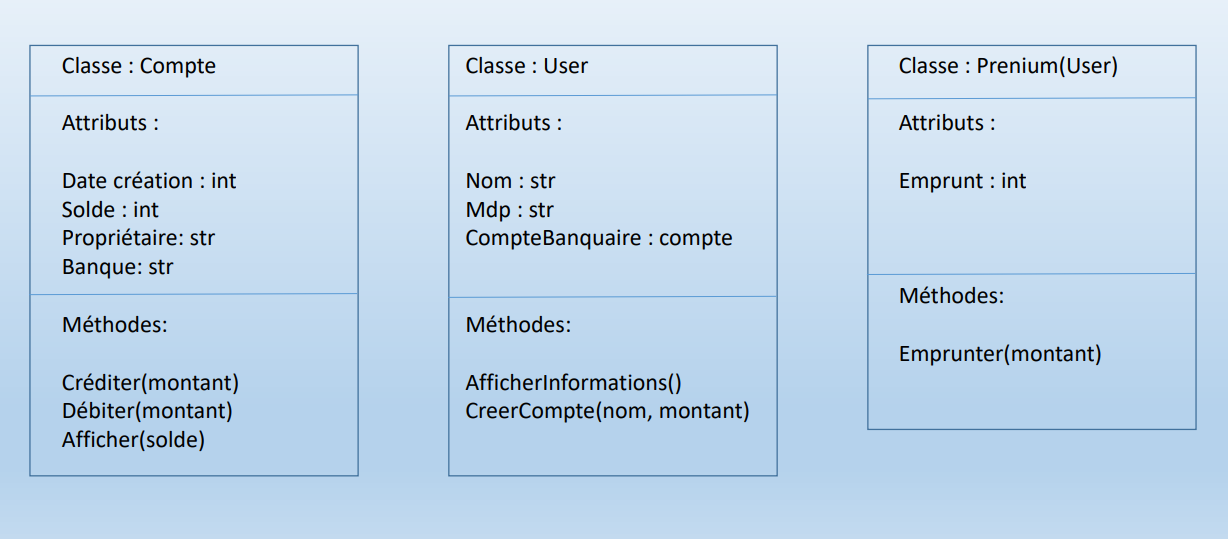 Classe : Compte
Attributs :
Date création : int
Solde : int
Propriétaire: str
Banque: str
Méthodes:
Créditer(montant)
Débiter(montant)
Afficher(solde)
Classe : User
Attributs :
Nom : str
Mdp : str
CompteBanquaire : compte
Méthodes:
AfficherInformations()
CreerCompte(nom, montant)
Classe : Prenium(User)
Attributs :
Emprunt : int
Méthodes:
Emprunter(montant)